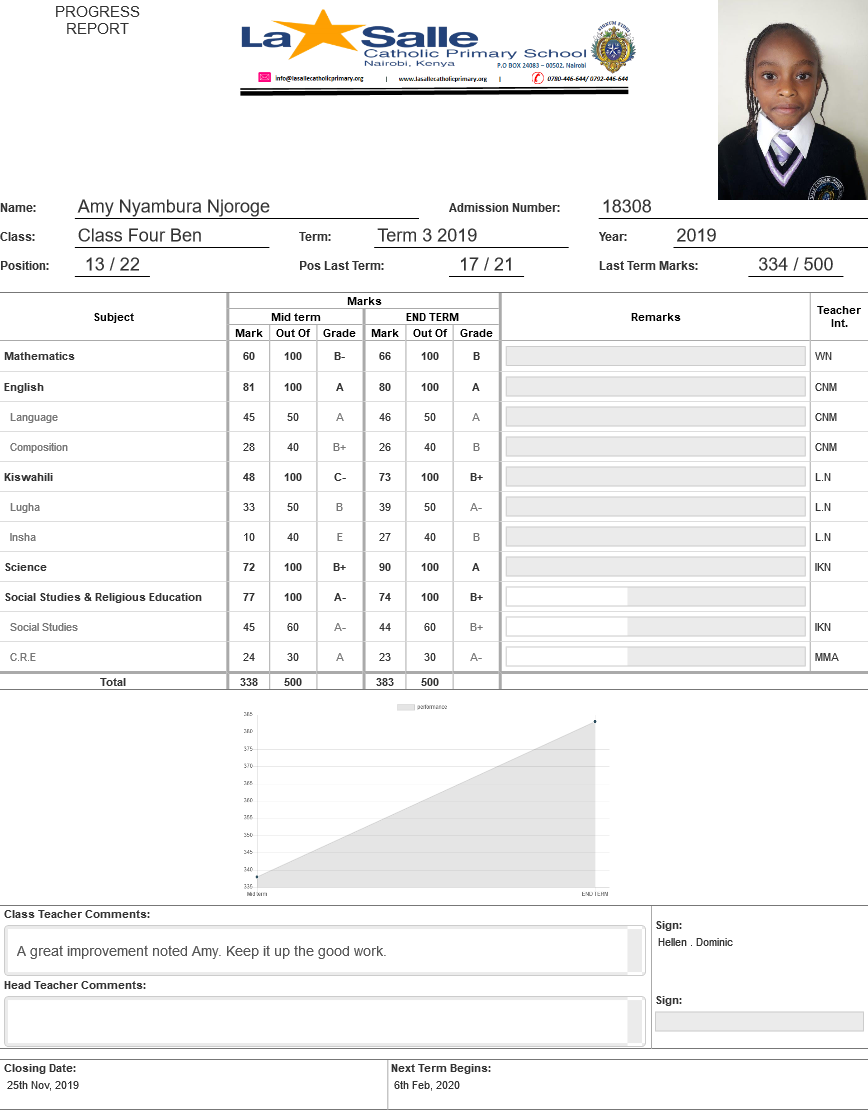 PROGRESS
REPORT
La Salle
Catholic Primary School
Nairobi, Kenya
P.O BOX 24083 – 00502, Nairobi
info@lasallecatholicprimary.org | www.lasallecatholicprimary.org | 0780-446-644/ 0792-446-644
Name: Amy Nyambura Njoroge Admission Number: 18308
Class: Class Four Ben Term: Term 3 2019 Year: 2019
Position: 13 / 22 Pos Last Term: 17 / 21 Last Term Marks: 334 / 500
Marks
Subject Mid term END TERM Remarks Teacher Int.
Mark Out Of Grade Mark Out Of Grade
Mathematics 60 100 B- 66 100 B WN
English 81 100 A 80 100 A CNM
Language 45 50 A 46 50 A CNM
Composition 28 40 B+ 26 40 B CNM
Kiswahili 48 100 C- 73 100 B+ L.N
Lugha 33 50 B 39 50 A- L.N
Insha 10 40 E 27 40 B L.N
Science 72 100 B+ 90 100 A IKN
Social Studies & Religious Education 77 100 A- 74 100 B+
Social Studies 45 60 A- 44 60 B+ IKN
C.R.E 24 30 A 23 30 A- MMA
Total 338 500 383 500
performance
385
380
375
370
365
360
355
350
345
340
335
Mid term END TERM
Class Teacher Comments:
A great improvement noted Amy. Keep it up the good work.
Sign:
Hellen . Dominic
Head Teacher Comments:
Sign:
Closing Date: Next Term Begins:
25th Nov, 2019 6th Feb, 2020